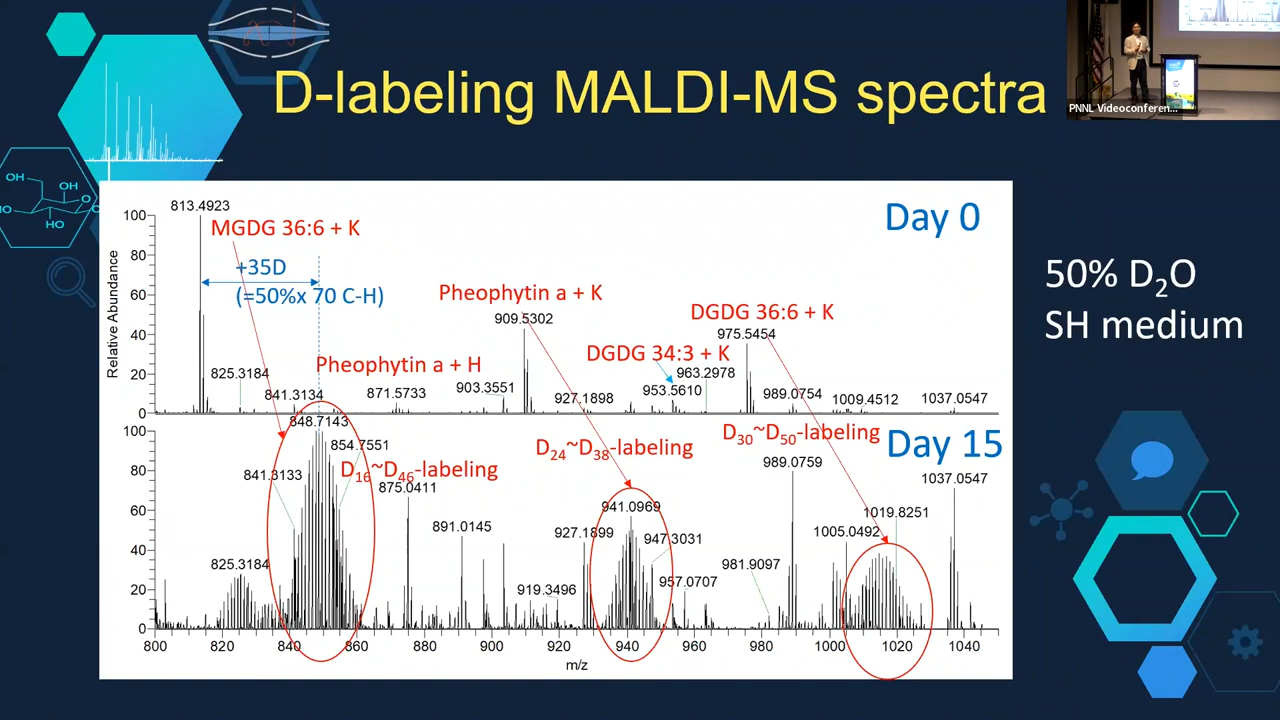 D-labeling MALDI-MS spectra
PNNL Videoconferen...
OH
OH
O
HO
HO
813.4923
MGDG 36:6 + K
Day 0
+35D
(=50%x 70 C-H)
Pheophytin a + K
909.5302
DGDG 36:6 + K
975.5454
DGDG 34:3 + K
Pheophytin a + H
825.3184
841.3134
871.5733
903.3551
927.1898
953.5610
963.2978
989.0754
1009.4512
1037.0547
Relative Abundance
100
80
60
40
20
0
50% D₂O
SH medium
Day 15
848.7143
854.7551
841.3133
D₁₆~D₄₆-labeling
D₂₄~D₃₈-labeling
D₃₀~D₅₀-labeling
825.3184
875.0411
891.0145
919.3496
927.1899
941.0969
947.3031
957.0707
981.9097
989.0759
1005.0492
1019.8251
1037.0547
100
80
60
40
20
0
800 820 840 860 880 900 920 940 960 980 1000 1020 1040
m/z